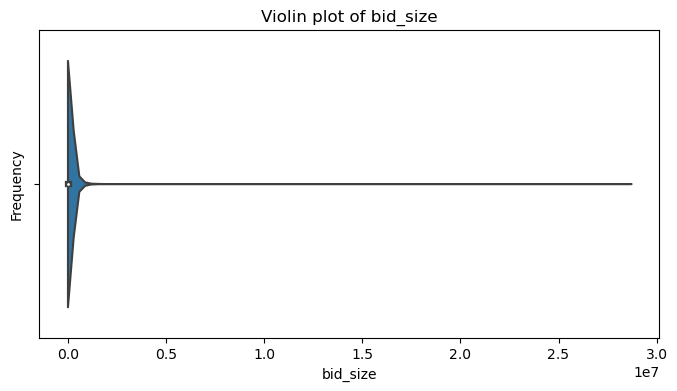 Violin plot of bid_size
Frequency
0.0 0.5 1.0 1.5 2.0 2.5 3.0
1e7
bid_size